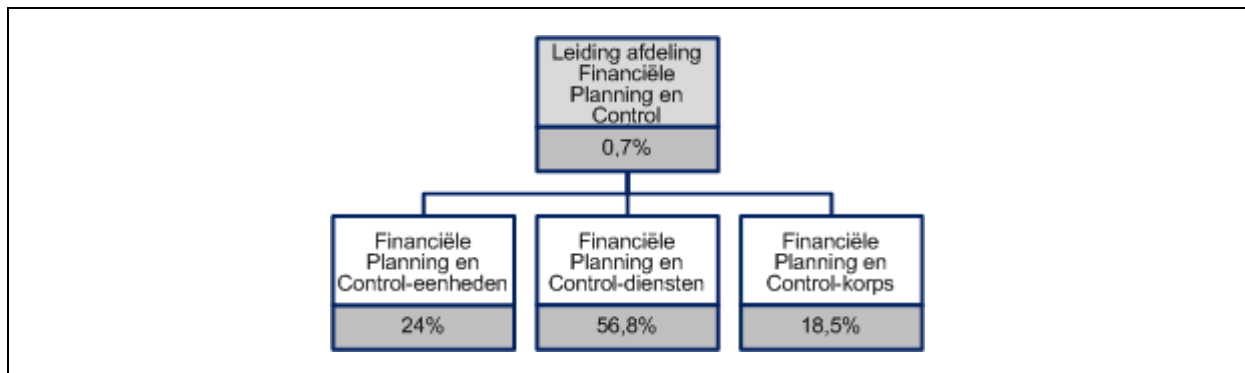 Leiding afdeling
Financiële
Planning en
Control
0,7%
Financiële
Planning en
Control-eenheden
24%
Financiële
Planning en
Control-diensten
56,8%
Financiële
Planning en
Control-korps
18,5%